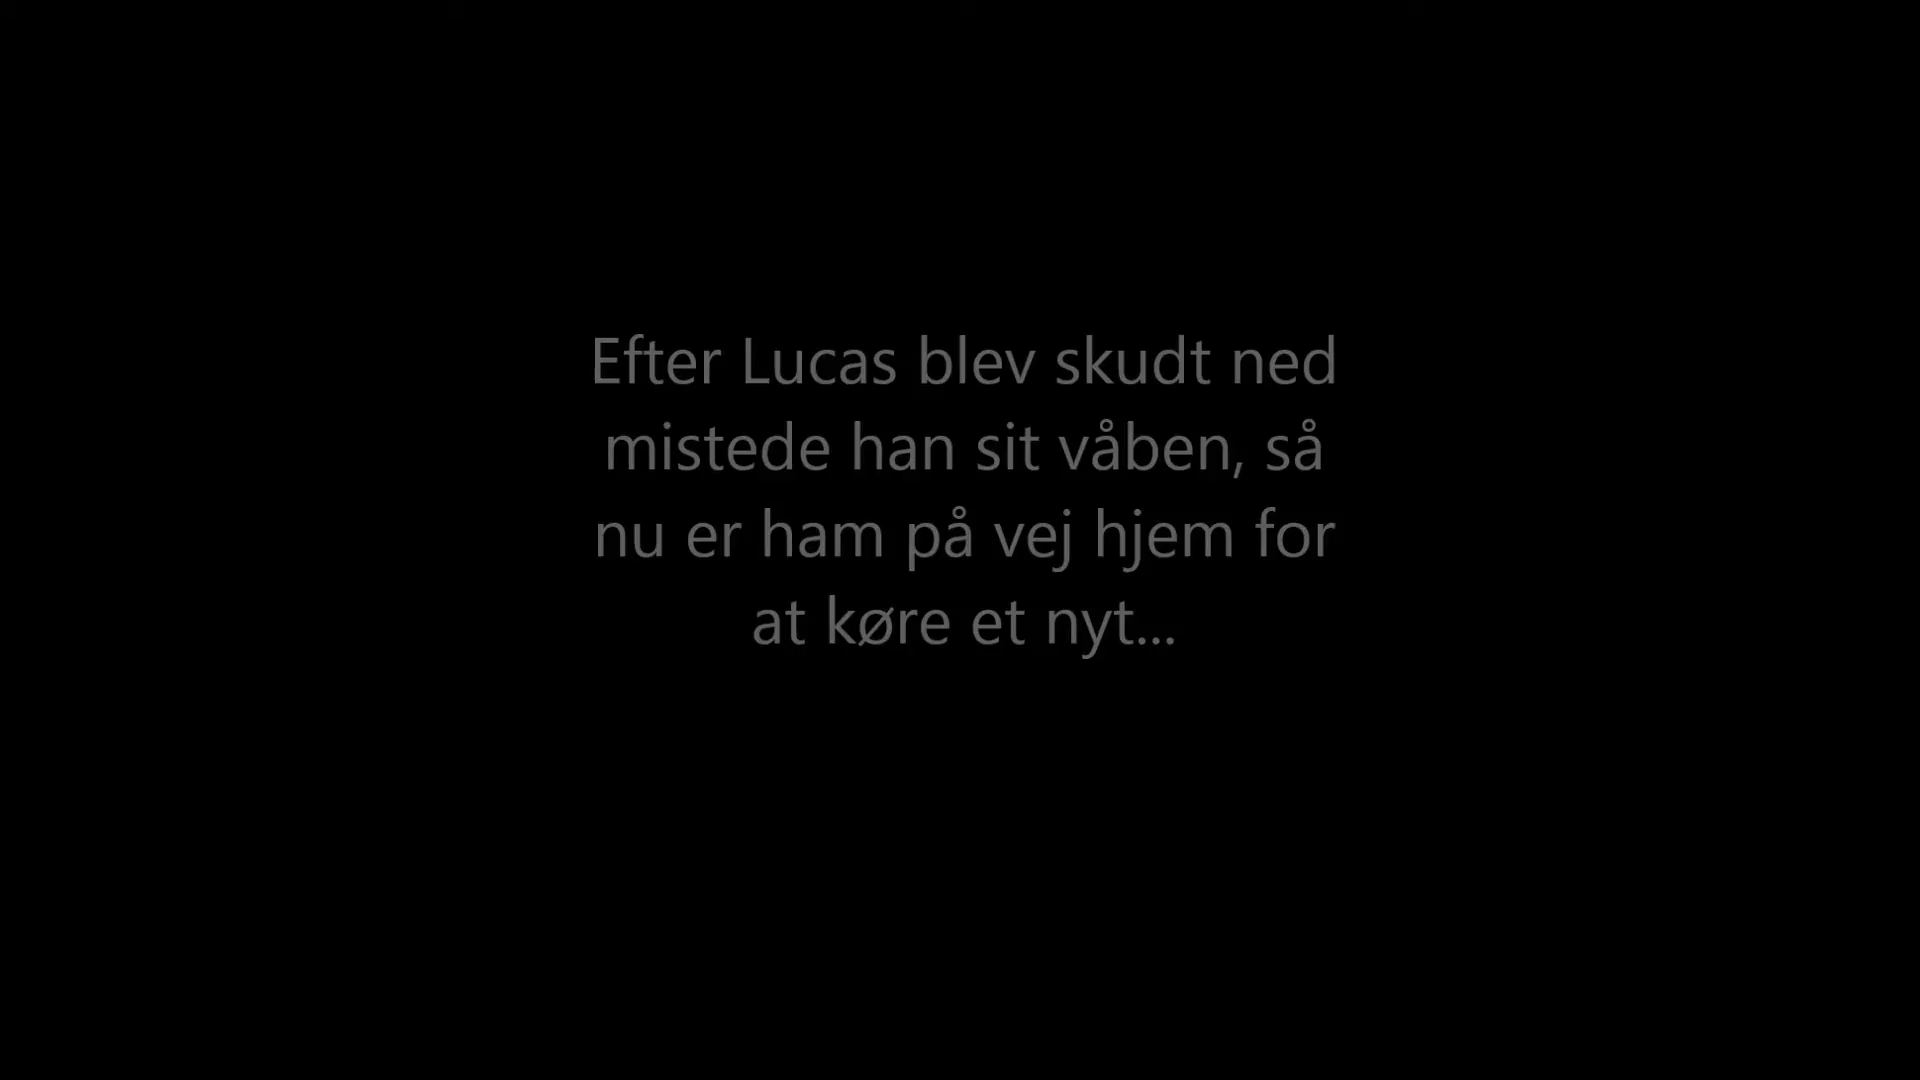 Efter Lucas blev skudt ned
mistede han sit våben, så
nu er ham på vej hjem for
at køre et nyt...